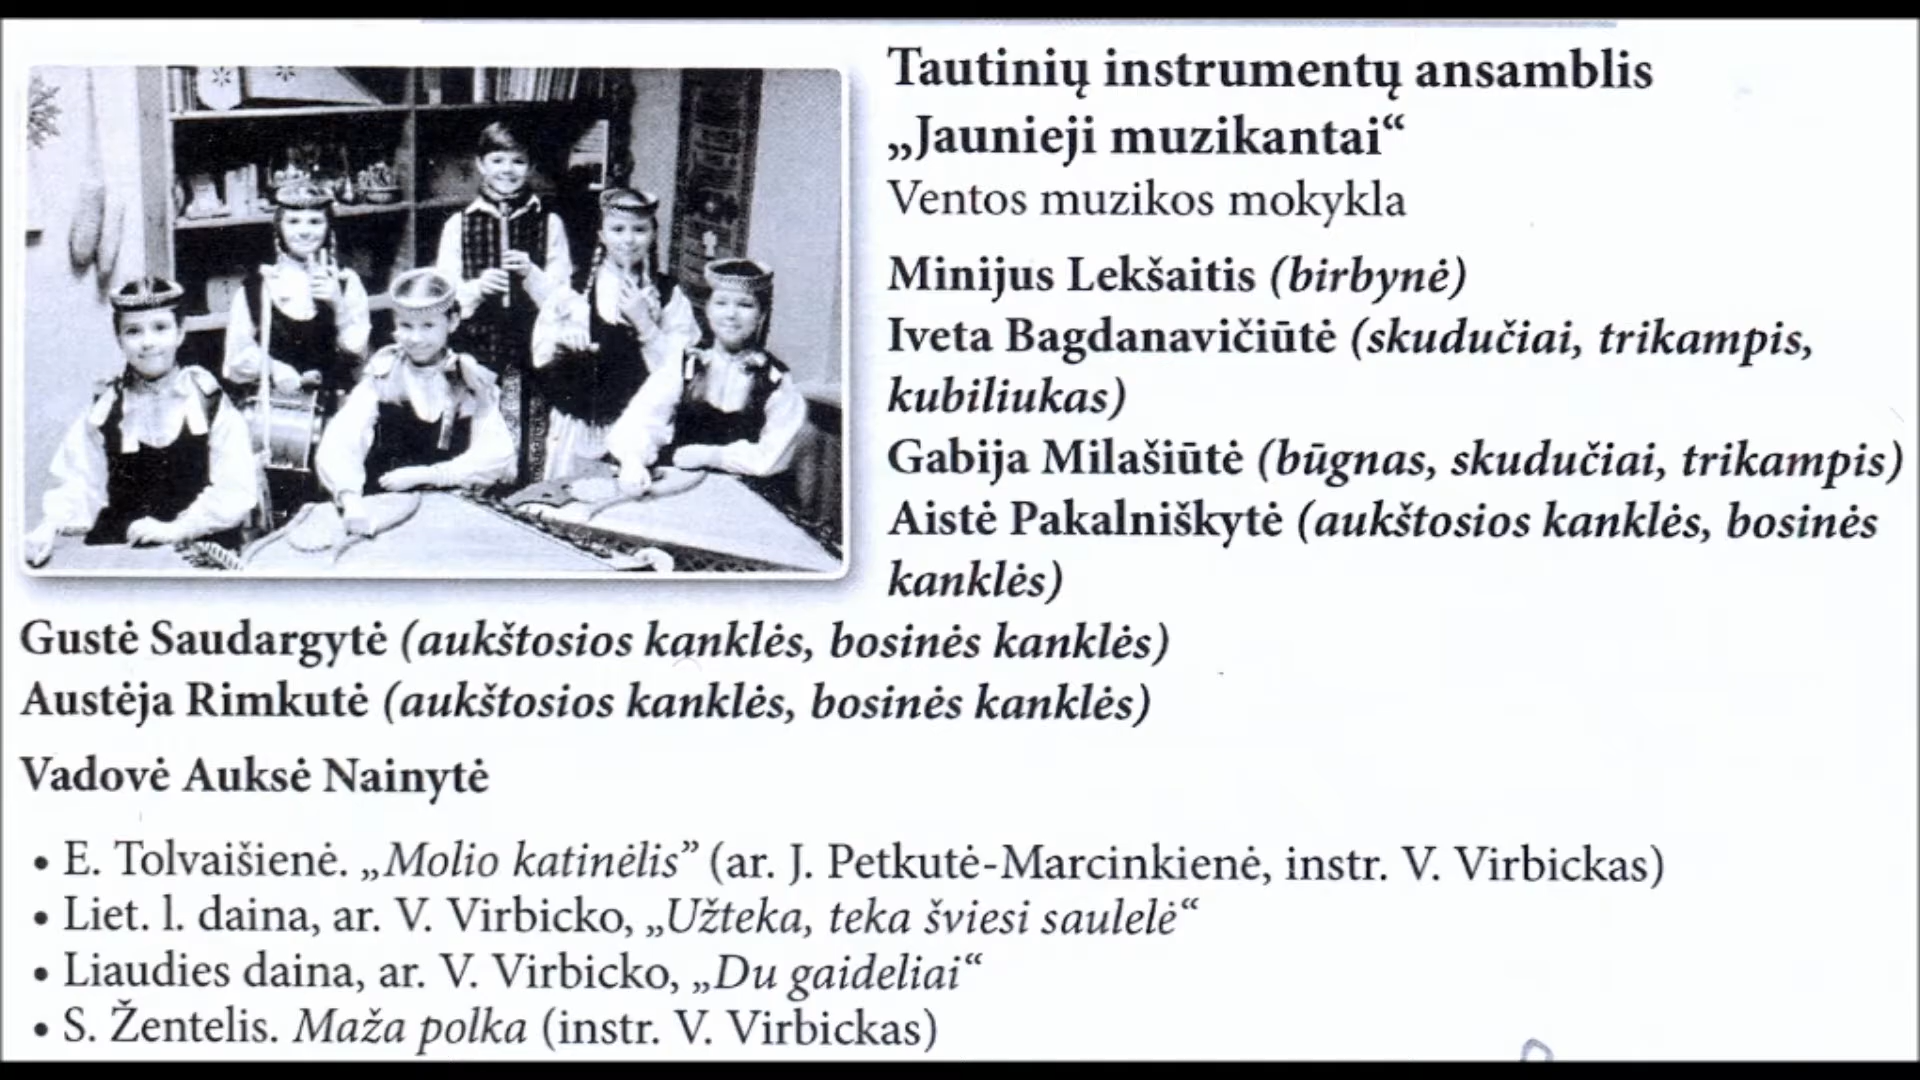 Tautinių instrumentų ansamblis
„Jaunieji muzikantai“
Ventos muzikos mokykla
Minijus Lekšaitis (birbynė)
Iveta Bagdanavičiūtė (skudučiai, trikampis,
kubiliukas)
Gabija Milašiūtė (būgnas, skudučiai, trikampis)
Aistė Pakalniškytė (aukštosios kanklės, bosinės
kanklės)
Gustė Saudargytė (aukštosios kanklės, bosinės kanklės)
Austėja Rimkutė (aukštosios kanklės, bosinės kanklės)
Vadovė Auksė Nainytė
• E. Tolvaišienė. „Molio katinėlis” (ar. J. Petkutė-Marcinkienė, instr. V. Virbickas)
• Liet. l. daina, ar. V. Virbicko, „Užteka, teka šviesi saulelė“
• Liaudies daina, ar. V. Virbicko, „Du gaideliai“
• S. Žentelis. Maža polka (instr. V. Virbickas)